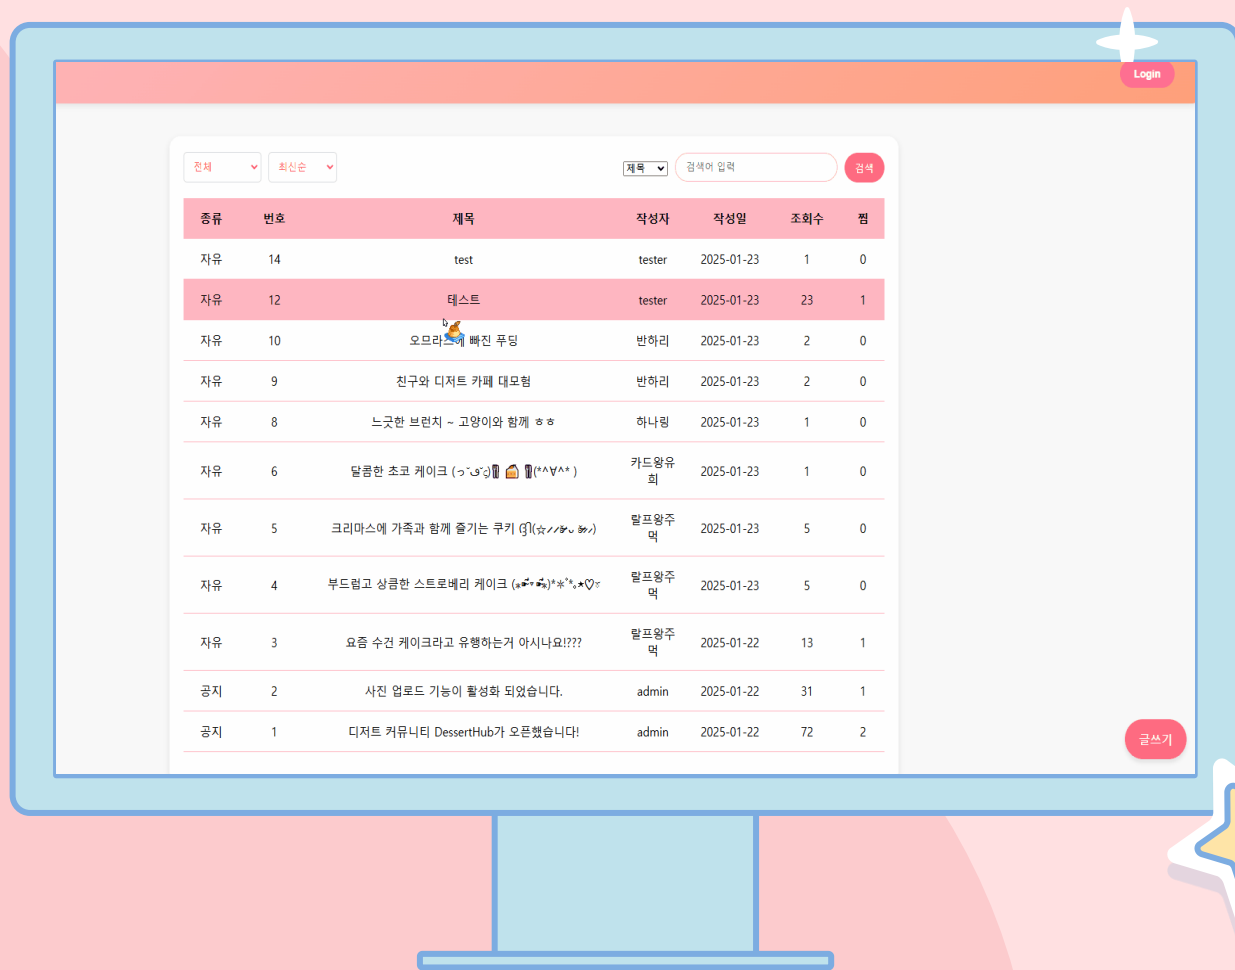 Login
전체 최신순 제목 검색어 입력 검색
종류 번호 제목 작성자 작성일 조회수 찜
자유 14 test tester 2025-01-23 1 0
자유 12 테스트 tester 2025-01-23 23 1
자유 10 오므라이스에 빠진 푸딩 반하리 2025-01-23 2 0
자유 9 친구와 디저트 카페 대모험 반하리 2025-01-23 2 0
자유 8 느긋한 브런치 ~ 고양이와 함께 ㅎㅎ 하나링 2025-01-23 1 0
자유 6 달콤한 초코 케이크 카드왕유
희 2025-01-23 1 0
자유 5 크리마스에 가족과 함께 즐기는 쿠키 랄프왕주
먹 2025-01-23 5 0
자유 4 부드럽고 상큼한 스트로베리 케이크 랄프왕주
먹 2025-01-23 5 0
자유 3 요즘 수건 케이크라고 유행하는거 아시나요!??? 랄프왕주
먹 2025-01-22 13 1
공지 2 사진 업로드 기능이 활성화 되었습니다. admin 2025-01-22 31 1
공지 1 디저트 커뮤니티 DessertHub가 오픈했습니다! admin 2025-01-22 72 2
글쓰기